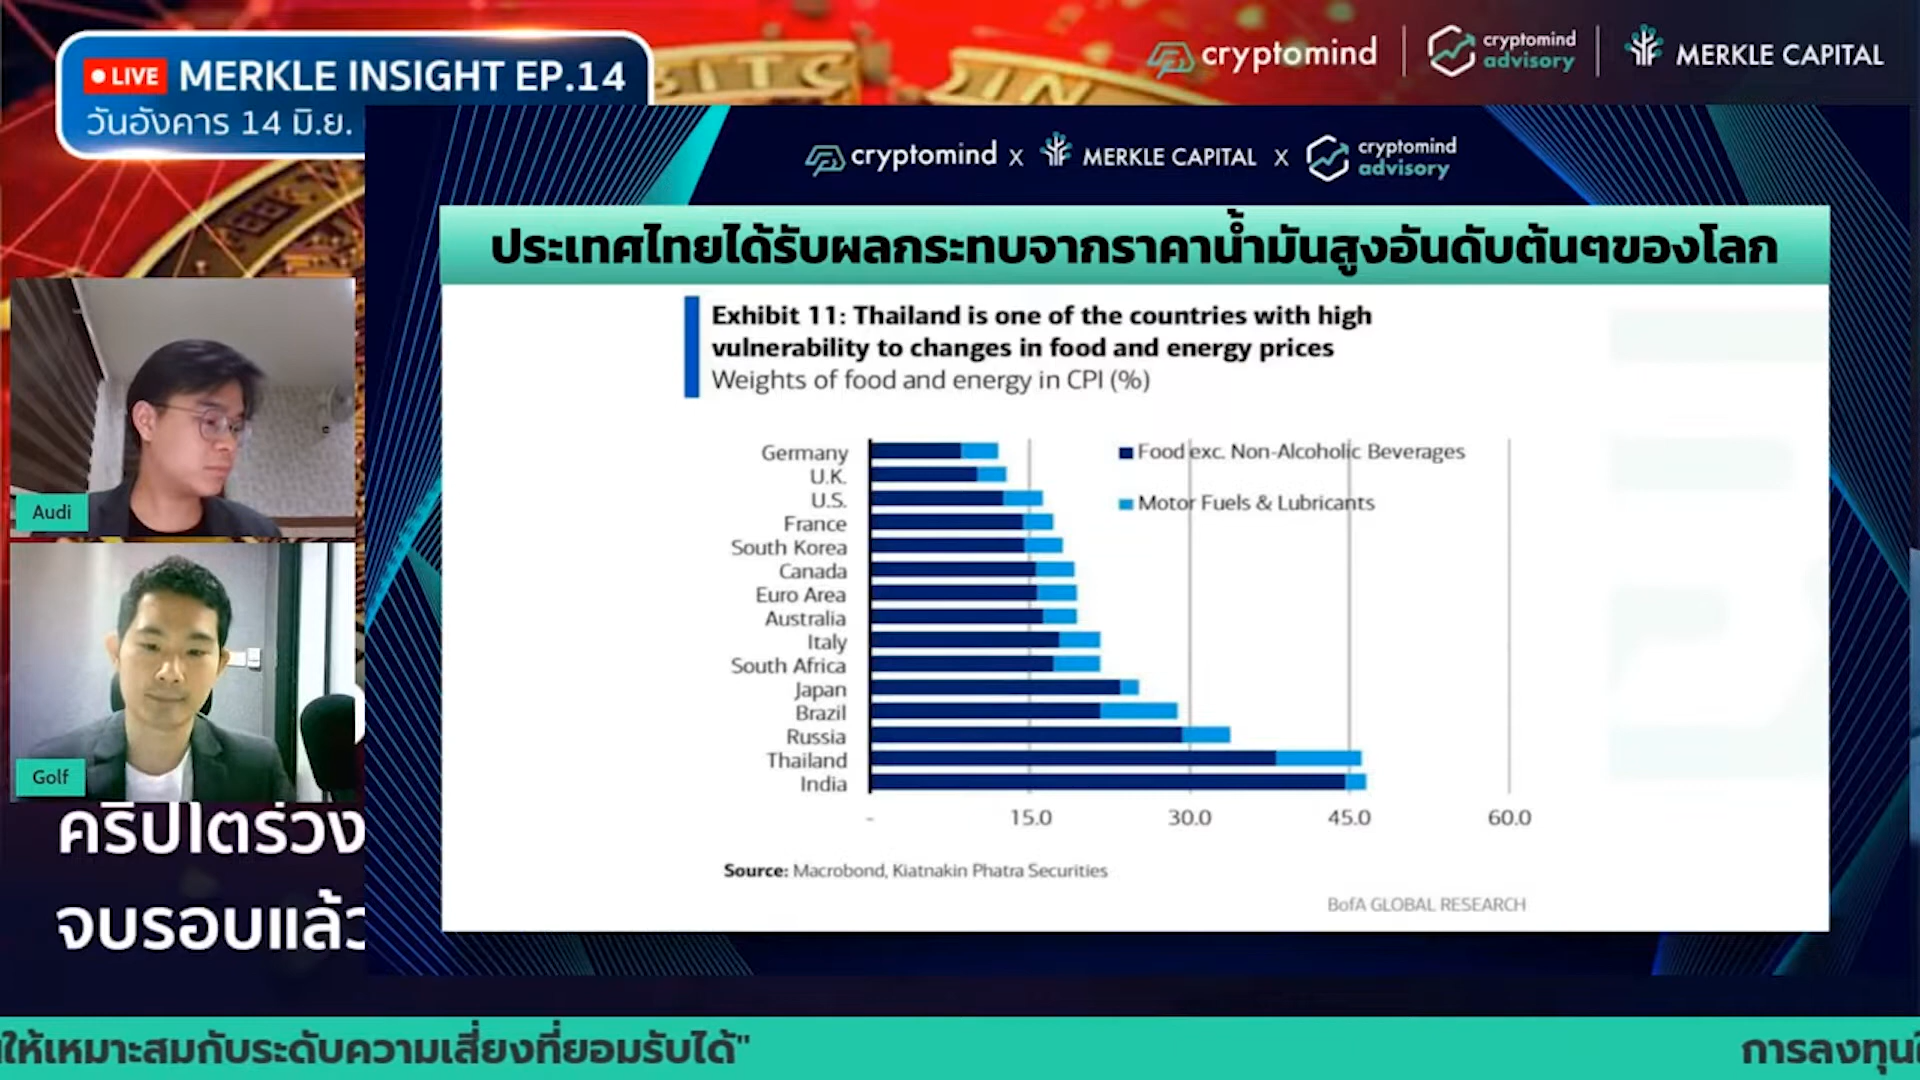 LIVE MERKLE INSIGHT EP.14
วันอังคาร 14 มิ.ย.
cryptomind
cryptomind advisory
MERKLE CAPITAL
cryptomind x MERKLE CAPITAL x cryptomind advisory
ประเทศไทยได้รับผลกระทบจากราคาน้ำมันสูงอันดับต้นๆของโลก
Exhibit 11: Thailand is one of the countries with high
vulnerability to changes in food and energy prices
Weights of food and energy in CPI (%)
Food exc. Non-Alcoholic Beverages
Motor Fuels & Lubricants
Germany
U.K.
U.S.
France
South Korea
Canada
Euro Area
Australia
Italy
South Africa
Japan
Brazil
Russia
Thailand
India
- 15.0 30.0 45.0 60.0
Source: Macrobond, Kiatnakin Phatra Securities
BofA GLOBAL RESEARCH
Audi
Golf
คริปโตร่วง
จบรอบแล้ว
ให้เหมาะสมกับระดับความเสี่ยงที่ยอมรับได้"
การลงทุน